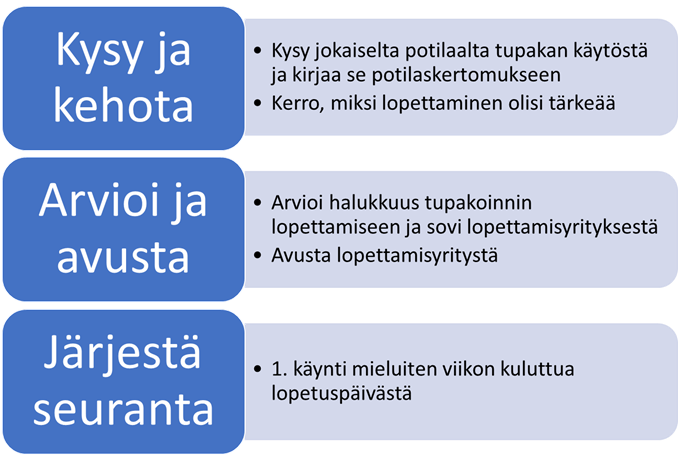 Kysy ja
kehota
• Kysy jokaiselta potilaalta tupakan käytöstä
ja kirjaa se potilaskertomukseen
• Kerro, miksi lopettaminen olisi tärkeää
Arvioi ja
avusta
• Arvioi halukkuus tupakoinnin
lopettamiseen ja sovi lopettamisyrityksestä
• Avusta lopettamisyritystä
Järjestä
seuranta
• 1. käynti mieluiten viikon kuluttua
lopetuspäivästä